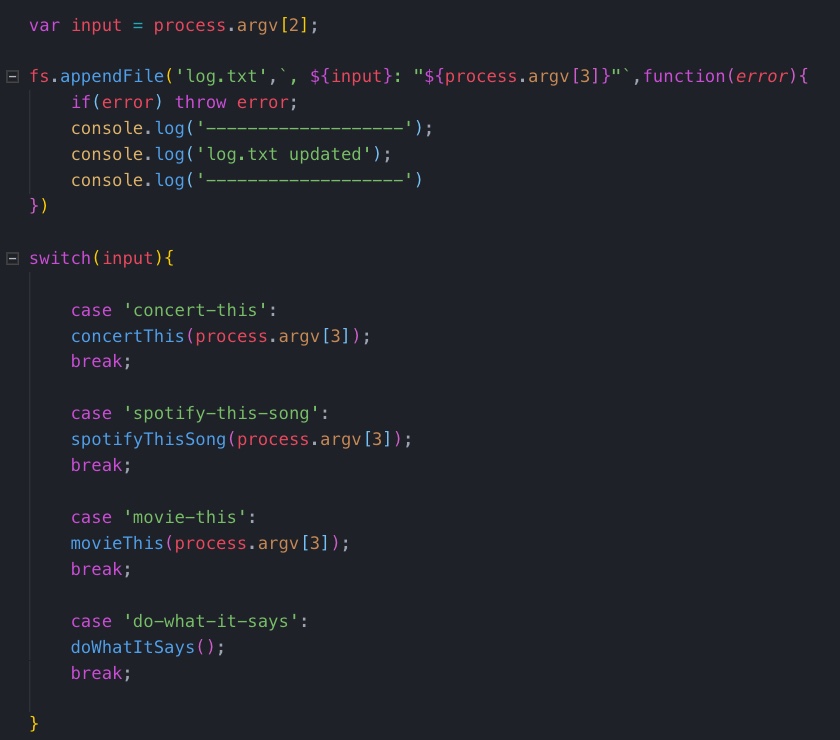 var input = process.argv[2];
fs.appendFile('log.txt',`, ${input}: "${process.argv[3]}"`,function(error){
if(error) throw error;
console.log('-------------------');
console.log('log.txt updated');
console.log('-------------------')
})
switch(input){
case 'concert-this':
concertThis(process.argv[3]);
break;
case 'spotify-this-song':
spotifyThisSong(process.argv[3]);
break;
case 'movie-this':
movieThis(process.argv[3]);
break;
case 'do-what-it-says':
doWhatItSays();
break;
}